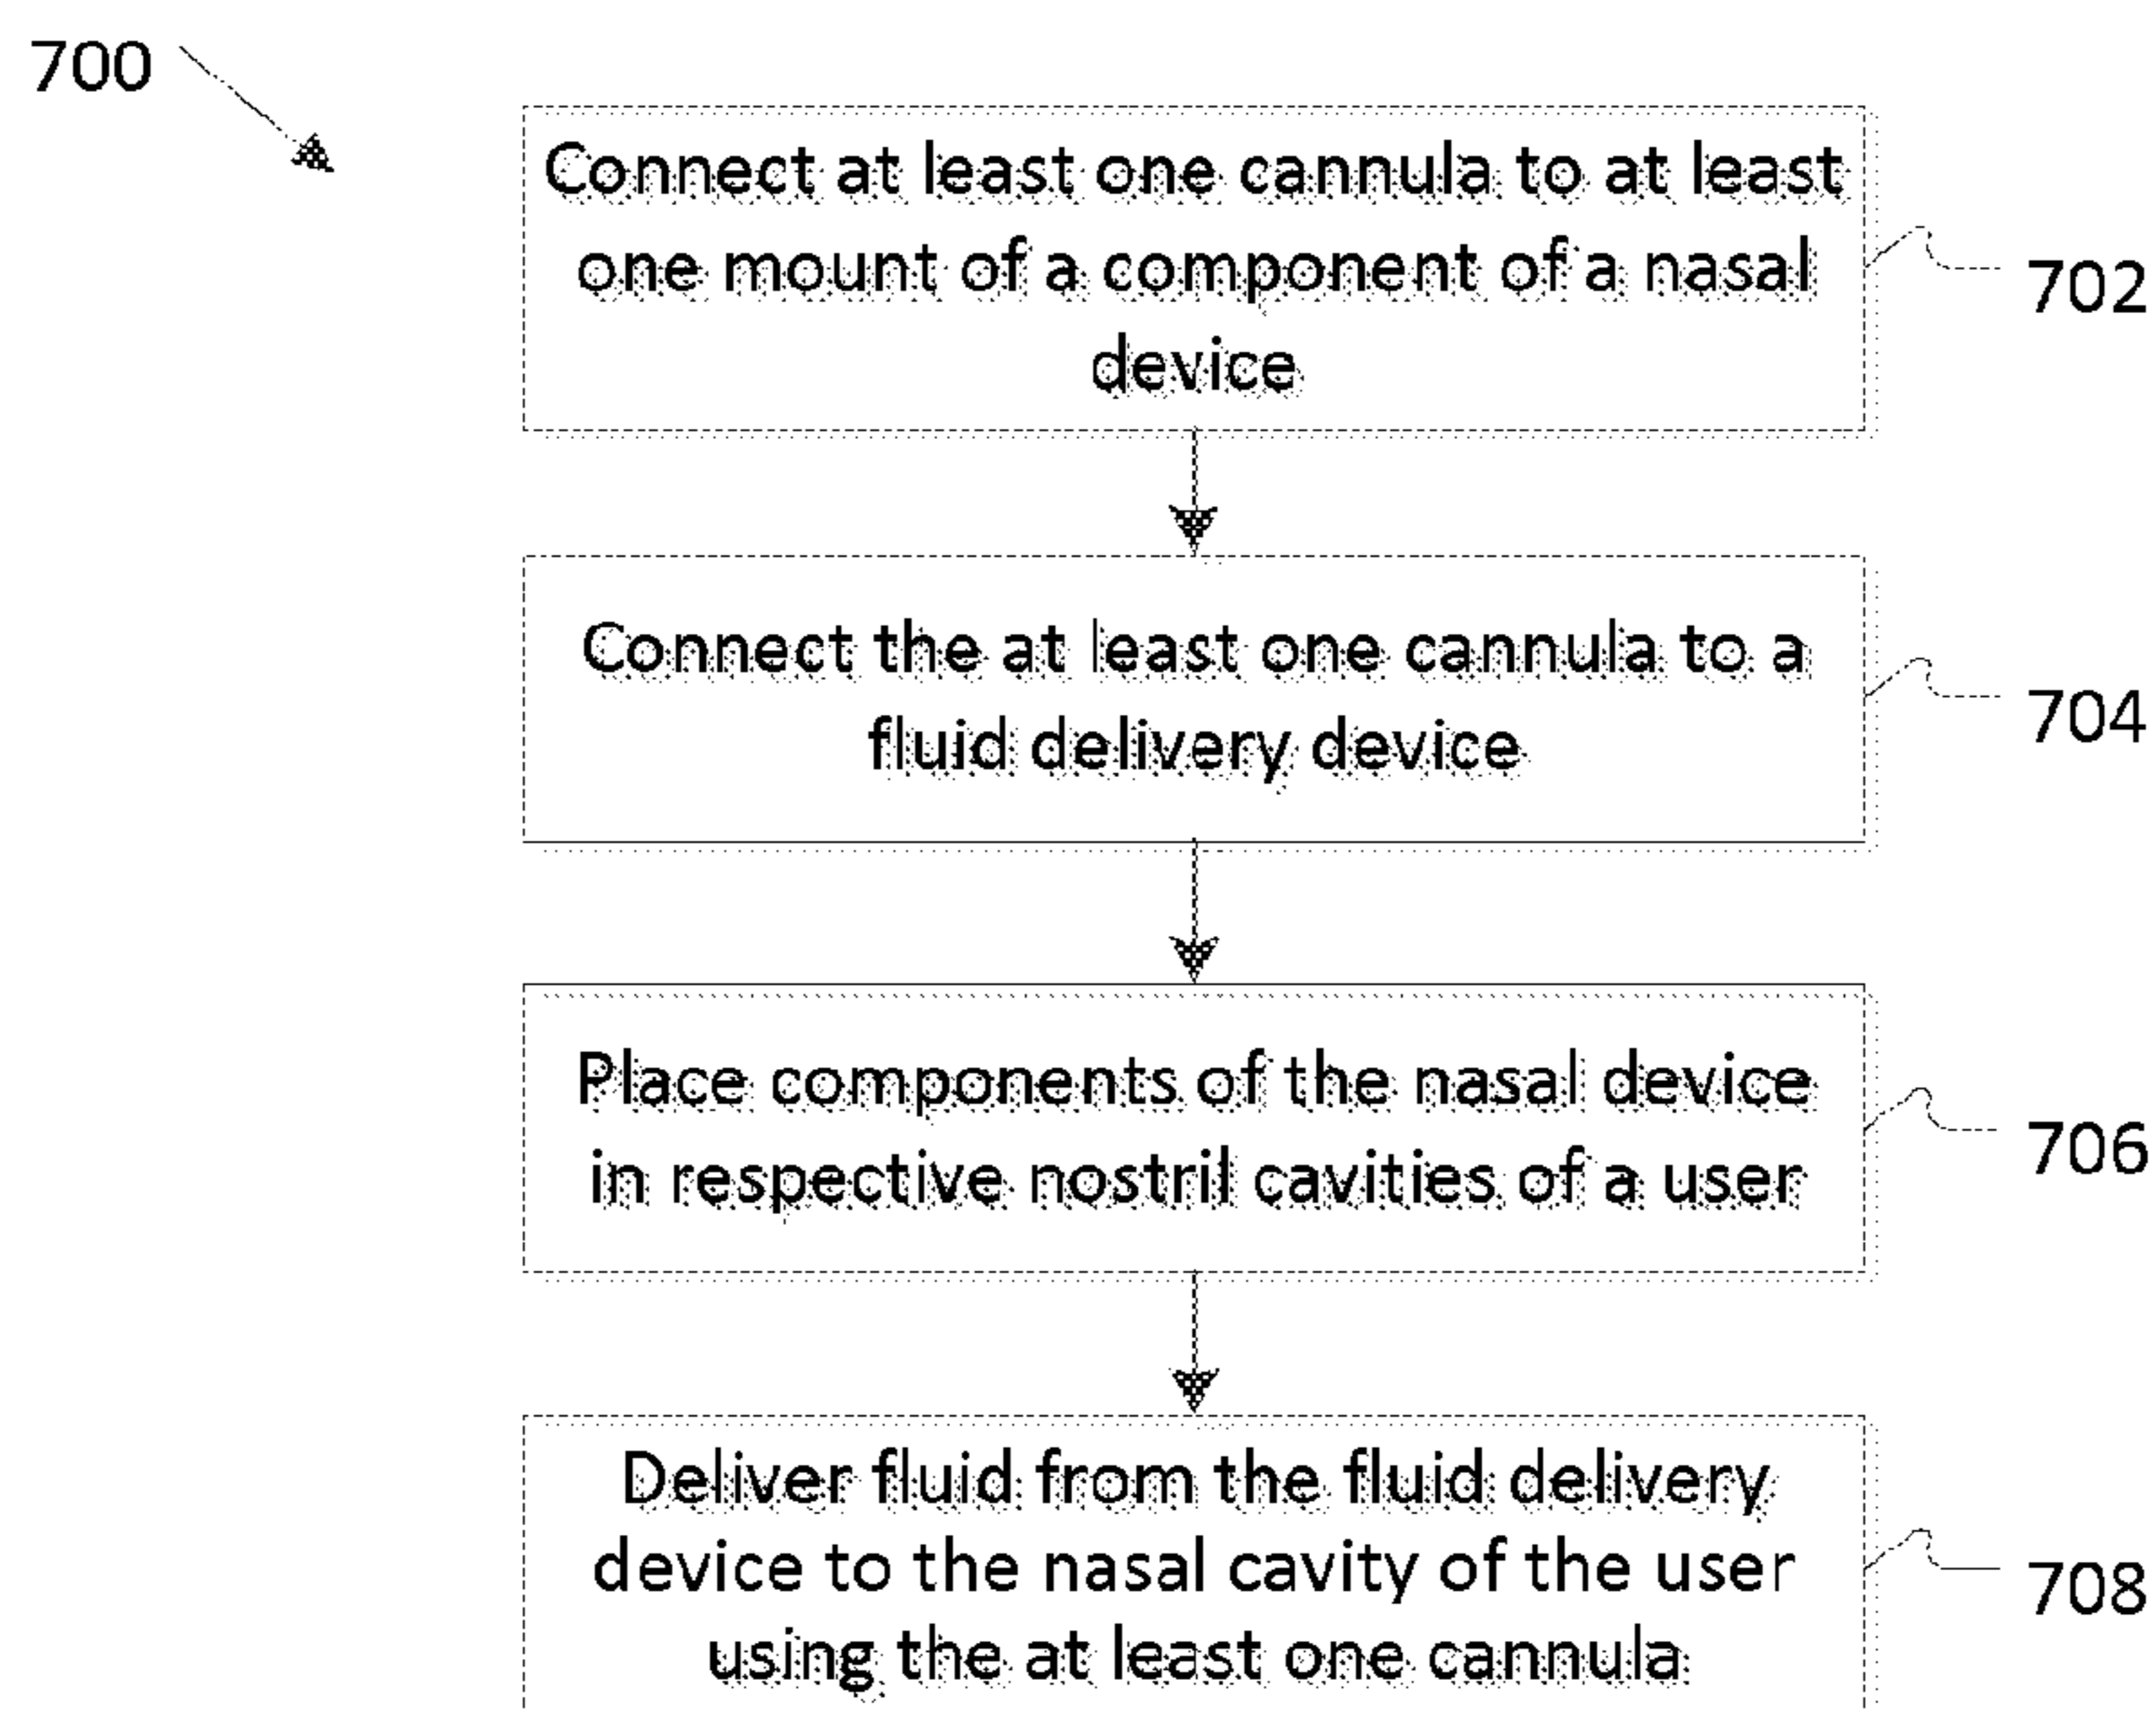 700
Connect at least one cannula to at least
one mount of a component of a nasal
device
702
Connect the at least one cannula to a
fluid delivery device
704
Place components of the nasal device
in respective nostril cavities of a user
706
Deliver fluid from the fluid delivery
device to the nasal cavity of the user
using the at least one cannula
708